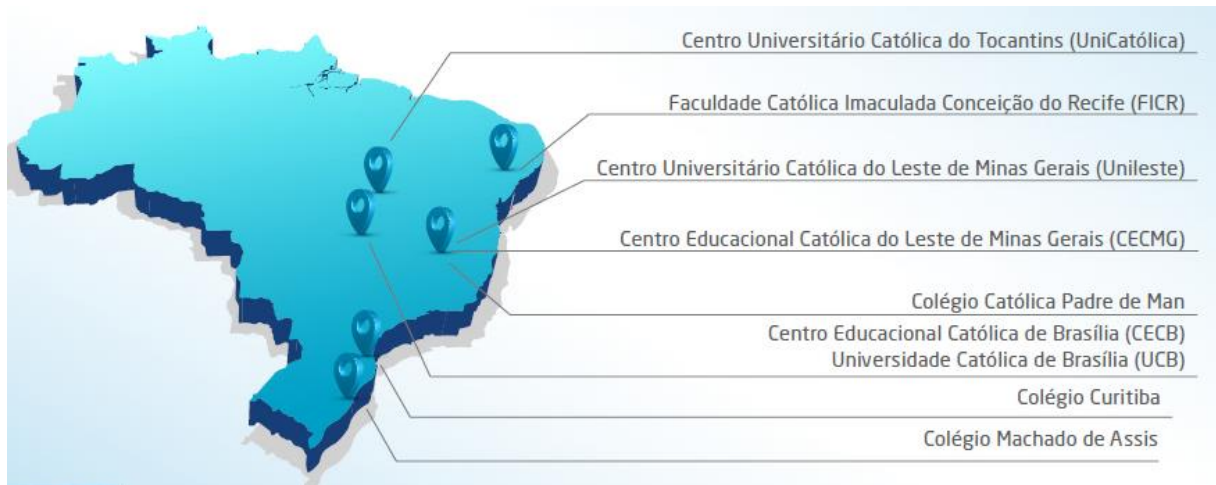 Centro Universitário Católica do Tocantins (UniCatólica)
Faculdade Católica Imaculada Conceição do Recife (FICR)
Centro Universitário Católica do Leste de Minas Gerais (Unileste)
Centro Educacional Católica do Leste de Minas Gerais (CECMG)
Colégio Católica Padre de Man
Centro Educacional Católica de Brasília (CECB)
Universidade Católica de Brasília (UCB)
Colégio Curitiba
Colégio Machado de Assis